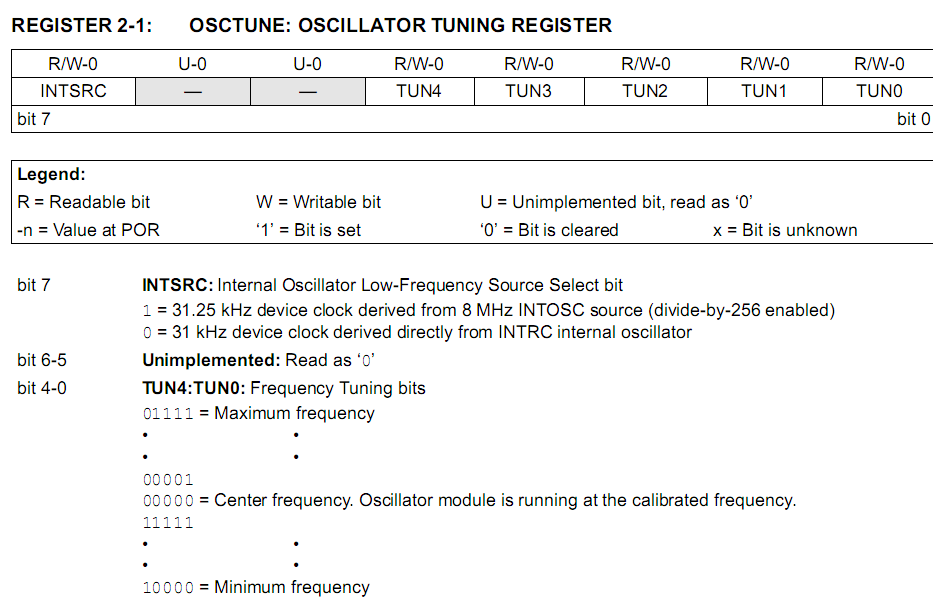 REGISTER 2-1: OSCTUNE: OSCILLATOR TUNING REGISTER
R/W-0 U-0 U-0 R/W-0 R/W-0 R/W-0 R/W-0 R/W-0
INTSRC — — TUN4 TUN3 TUN2 TUN1 TUN0
bit 7 bit 0
Legend:
R = Readable bit W = Writable bit U = Unimplemented bit, read as ‘0’
-n = Value at POR ‘1’ = Bit is set ‘0’ = Bit is cleared x = Bit is unknown
bit 7 INTSRC: Internal Oscillator Low-Frequency Source Select bit
1 = 31.25 kHz device clock derived from 8 MHz INTOSC source (divide-by-256 enabled)
0 = 31 kHz device clock derived directly from INTRC internal oscillator
bit 6-5 Unimplemented: Read as ‘0’
bit 4-0 TUN4:TUN0: Frequency Tuning bits
01111 = Maximum frequency
• •
• •
00001
00000 = Center frequency. Oscillator module is running at the calibrated frequency.
11111
• •
• •
10000 = Minimum frequency